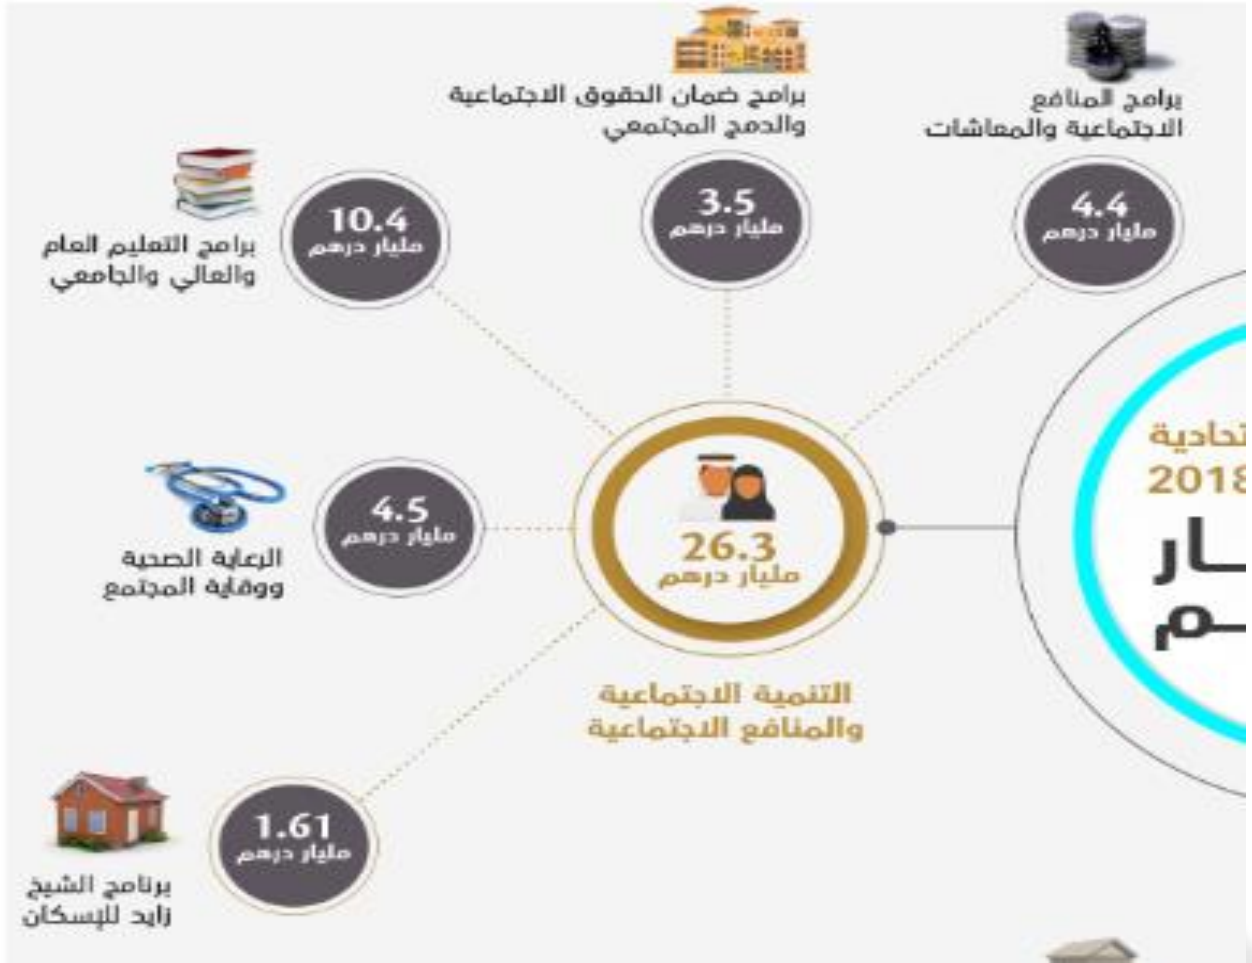 برامج المنافع
الاجتماعية والمعاشات
4.4
مليار درهم
برامج ضمان الحقوق الاجتماعية
والدمج المجتمعي
3.5
مليار درهم
برامج التعليم العام
والعالي والجامعي
10.4
مليار درهم
الرعاية الصحية
ووقاية المجتمع
4.5
مليار درهم
برنامج الشيخ
زايد للإسكان
1.61
مليار درهم
26.3
مليار درهم
التنمية الاجتماعية
والمنافع الاجتماعية
2018